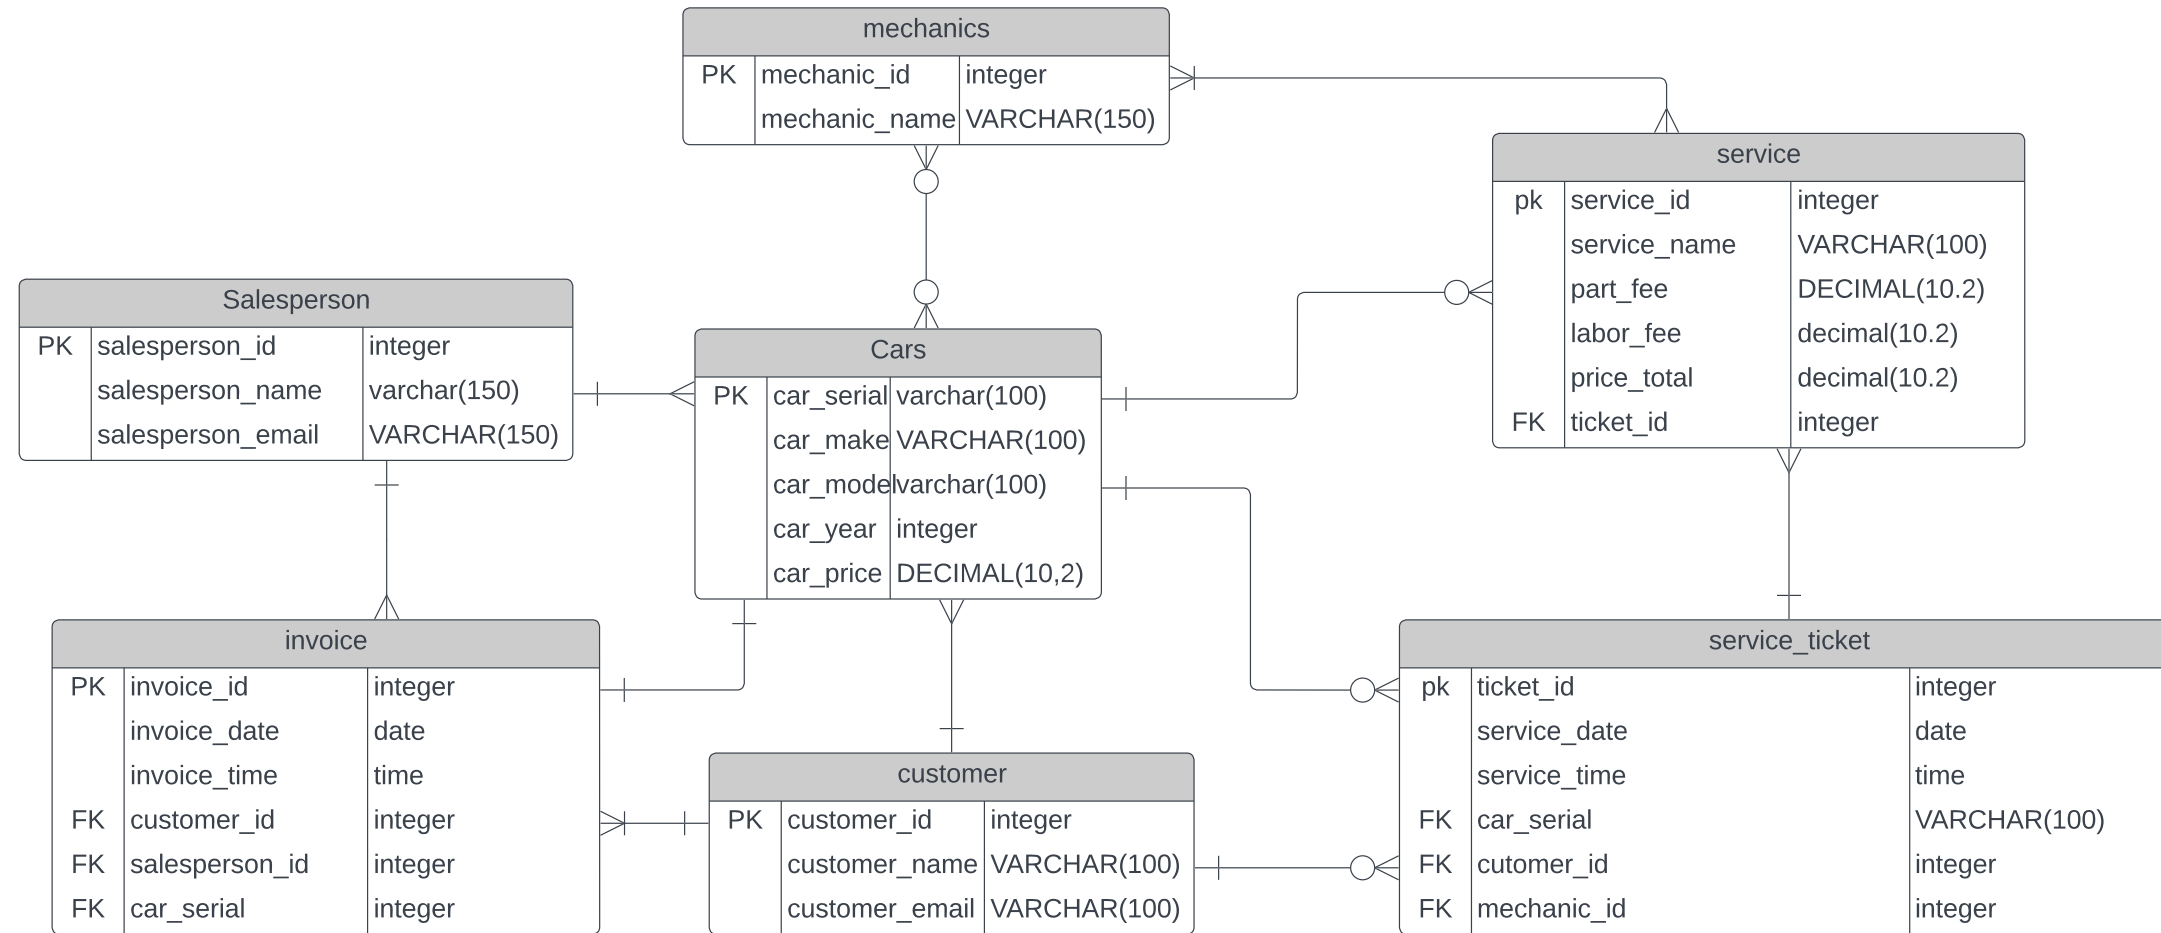 mechanics
PK mechanic_id integer
mechanic_name VARCHAR(150)
service
pk service_id integer
service_name VARCHAR(100)
part_fee DECIMAL(10.2)
labor_fee decimal(10.2)
price_total decimal(10.2)
FK ticket_id integer
Salesperson
PK salesperson_id integer
salesperson_name varchar(150)
salesperson_email VARCHAR(150)
Cars
PK car_serial varchar(100)
car_make VARCHAR(100)
car_model varchar(100)
car_year integer
car_price DECIMAL(10,2)
invoice
PK invoice_id integer
invoice_date date
invoice_time time
FK customer_id integer
FK salesperson_id integer
FK car_serial integer
customer
PK customer_id integer
customer_name VARCHAR(100)
customer_email VARCHAR(100)
service_ticket
pk ticket_id integer
service_date date
service_time time
FK car_serial VARCHAR(100)
FK cutomer_id integer
FK mechanic_id integer